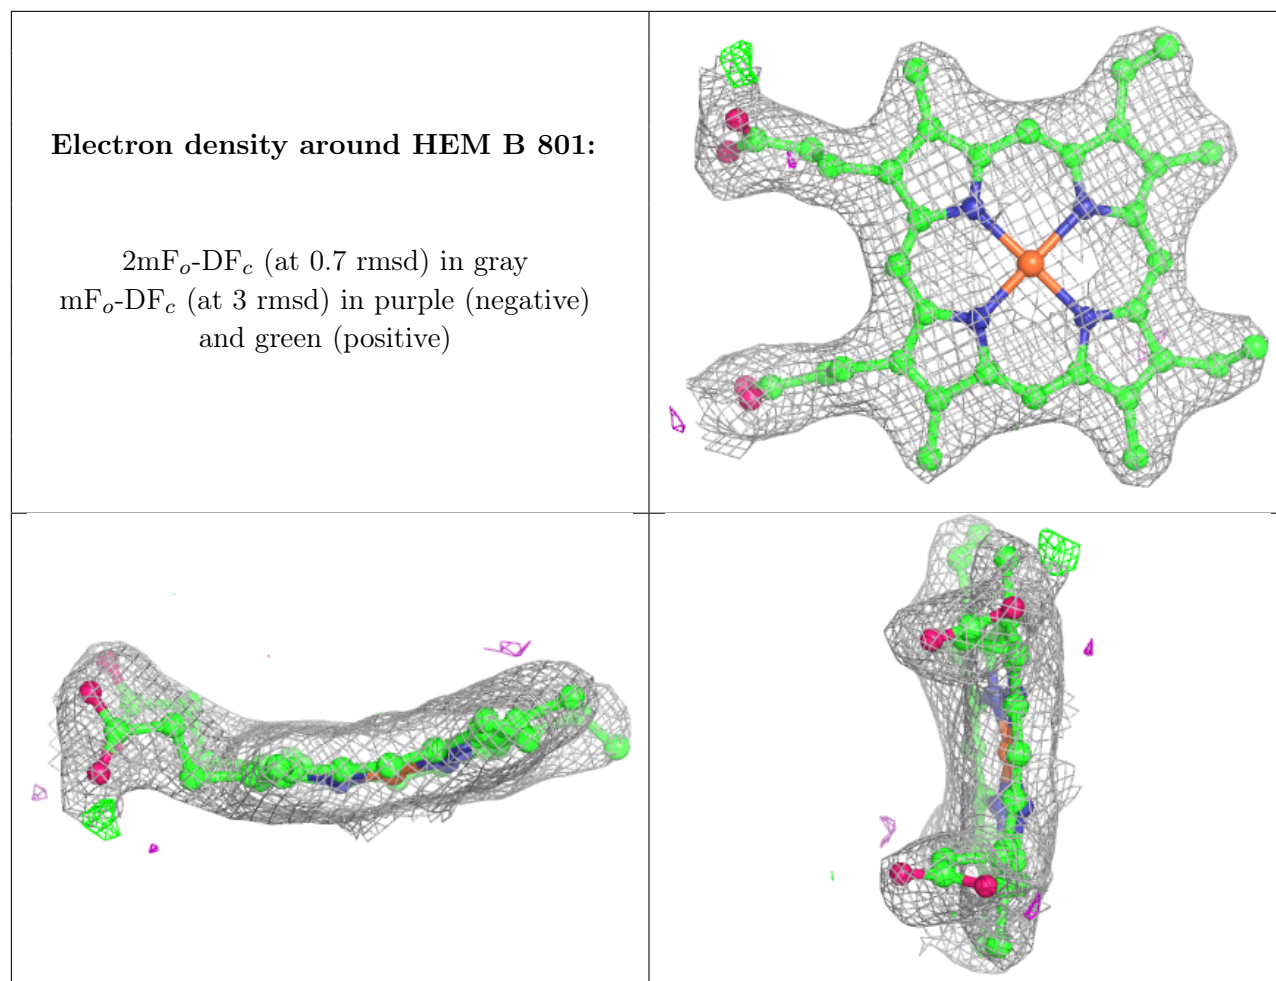 Electron density around HEM B 801:
2mFo-DFc (at 0.7 rmsd) in gray
mFo-DFc (at 3 rmsd) in purple (negative)
and green (positive)